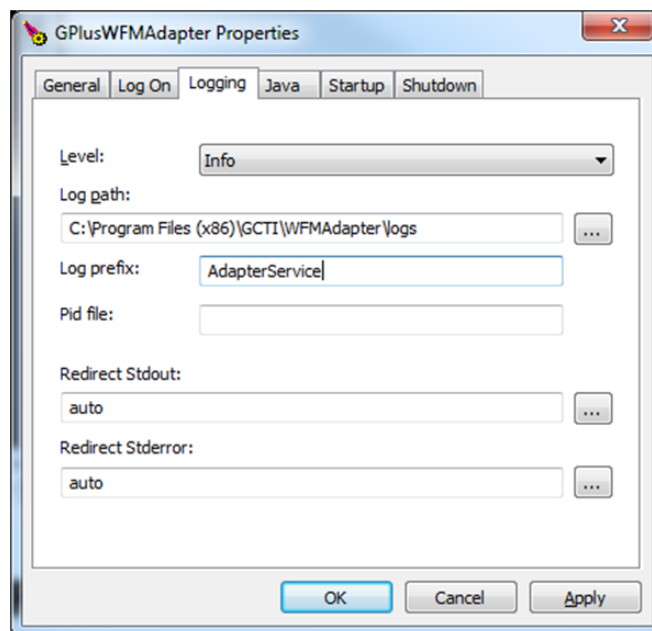 GPlusWFMAdapter Properties
General Log On Logging Java Startup Shutdown
Level: Info
Log path:
C:\Program Files (x86)\GCTI\WFMAdapter\logs ...
Log prefix: AdapterService
Pid file:
Redirect Stdout:
auto ...
Redirect Stderror:
auto ...
OK Cancel Apply